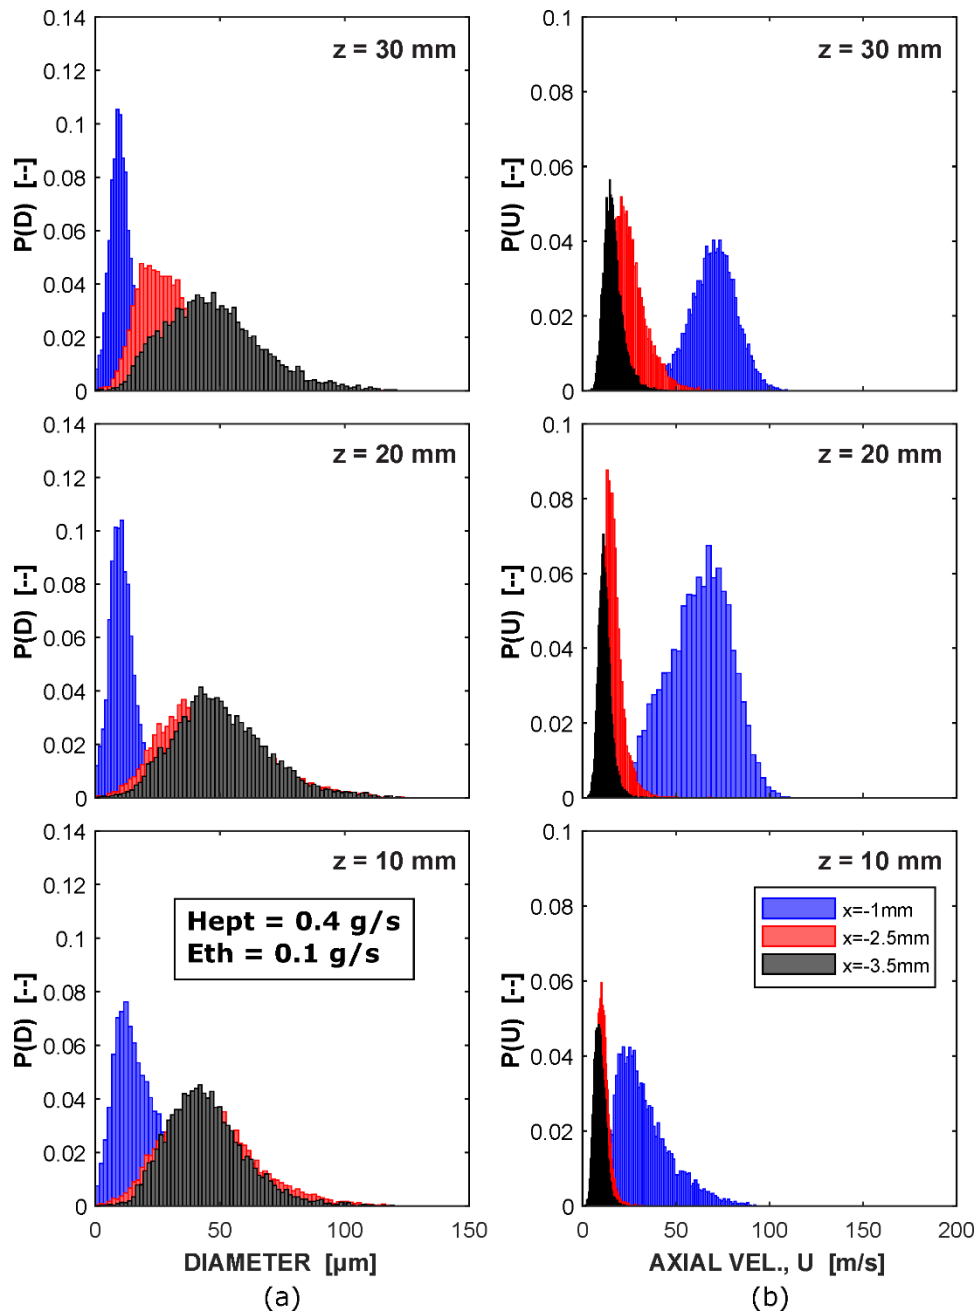 0.14
0.12
0.1
0.08
0.06
0.04
0.02
0
P(D) [--]
z = 30 mm
0.1
0.08
0.06
0.04
0.02
0
P(U) [--]
z = 30 mm
0.14
0.12
0.1
0.08
0.06
0.04
0.02
0
P(D) [--]
z = 20 mm
0.1
0.08
0.06
0.04
0.02
0
P(U) [--]
z = 20 mm
0.14
0.12
0.1
0.08
0.06
0.04
0.02
0
P(D) [--]
z = 10 mm
Hept = 0.4 g/s
Eth = 0.1 g/s
0 50 100 150
DIAMETER [µm]
(a)
0.1
0.08
0.06
0.04
0.02
0
P(U) [--]
z = 10 mm
x=-1mm
x=-2.5mm
x=-3.5mm
0 50 100 150 200
AXIAL VEL., U [m/s]
(b)